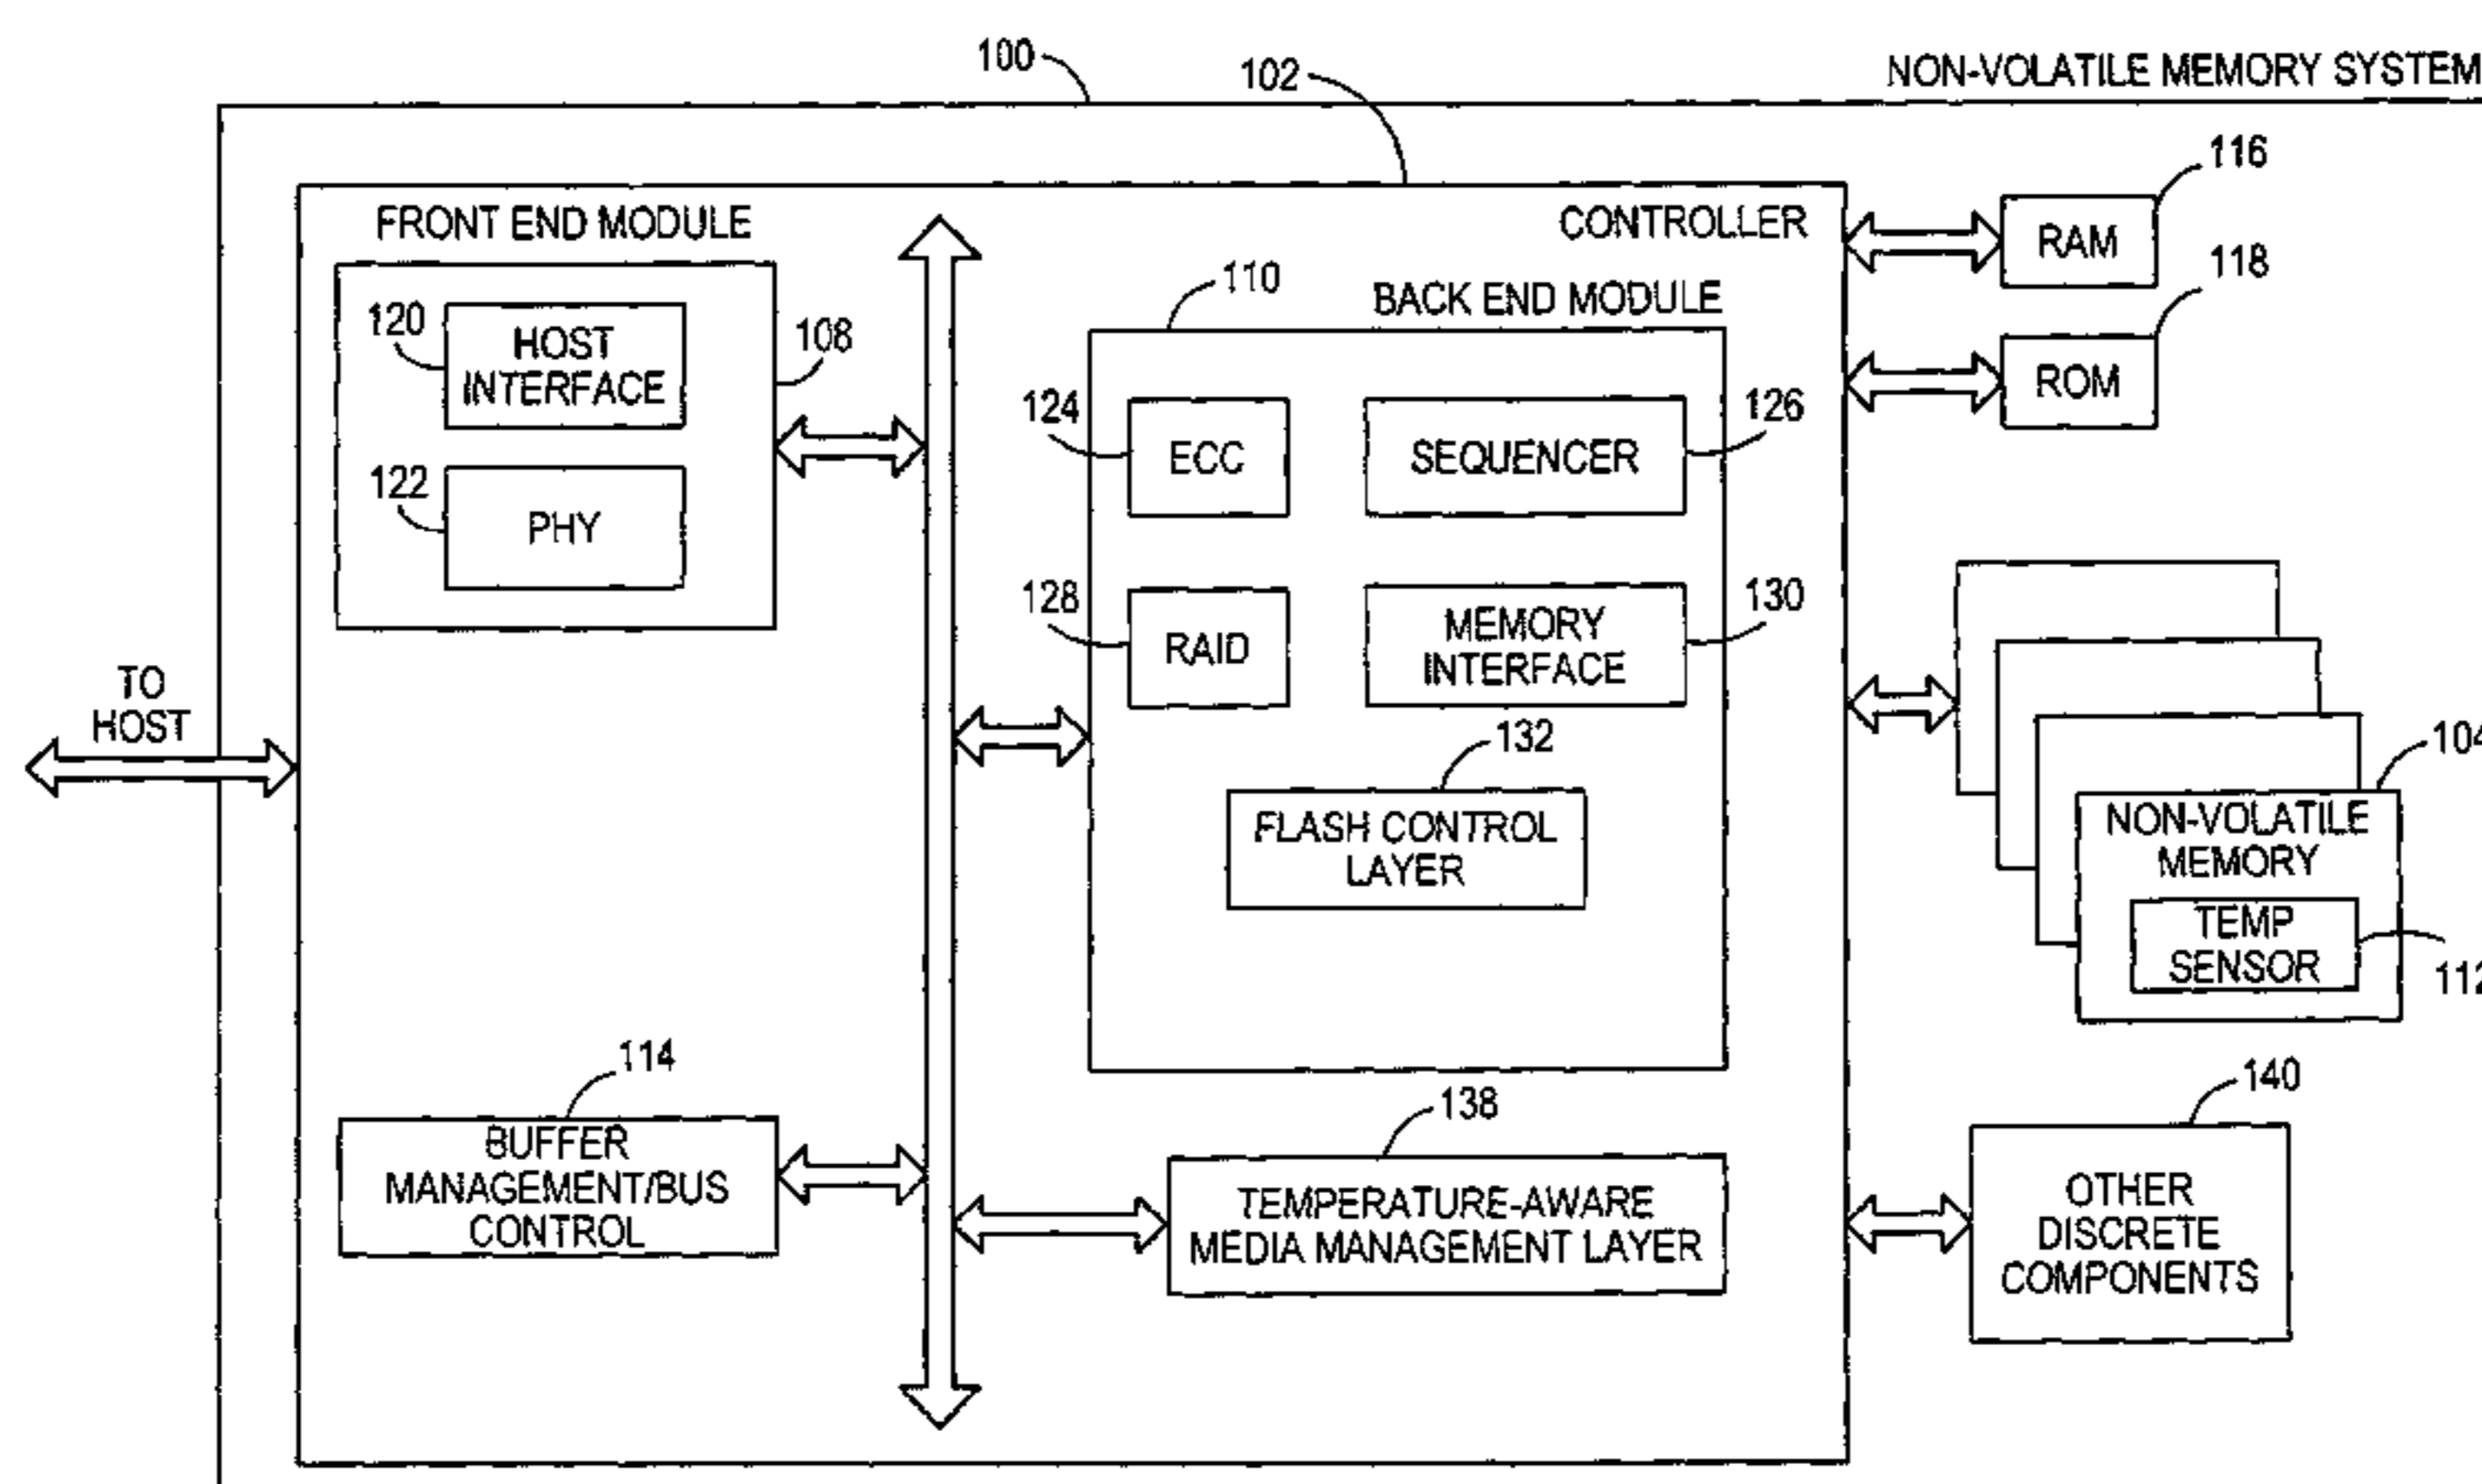 100
102
NON-VOLATILE MEMORY SYSTEM
116
FRONT END MODULE
CONTROLLER
RAM
118
110
BACK END MODULE
120
HOST
INTERFACE
108
ROM
124
ECC
SEQUENCER
126
122
PHY
128
RAID
MEMORY
INTERFACE
130
TO
HOST
132
104
FLASH CONTROL
LAYER
NON-VOLATILE
MEMORY
TEMP
SENSOR
112
114
138
140
BUFFER
MANAGEMENT/BUS
CONTROL
TEMPERATURE-AWARE
MEDIA MANAGEMENT LAYER
OTHER
DISCRETE
COMPONENTS